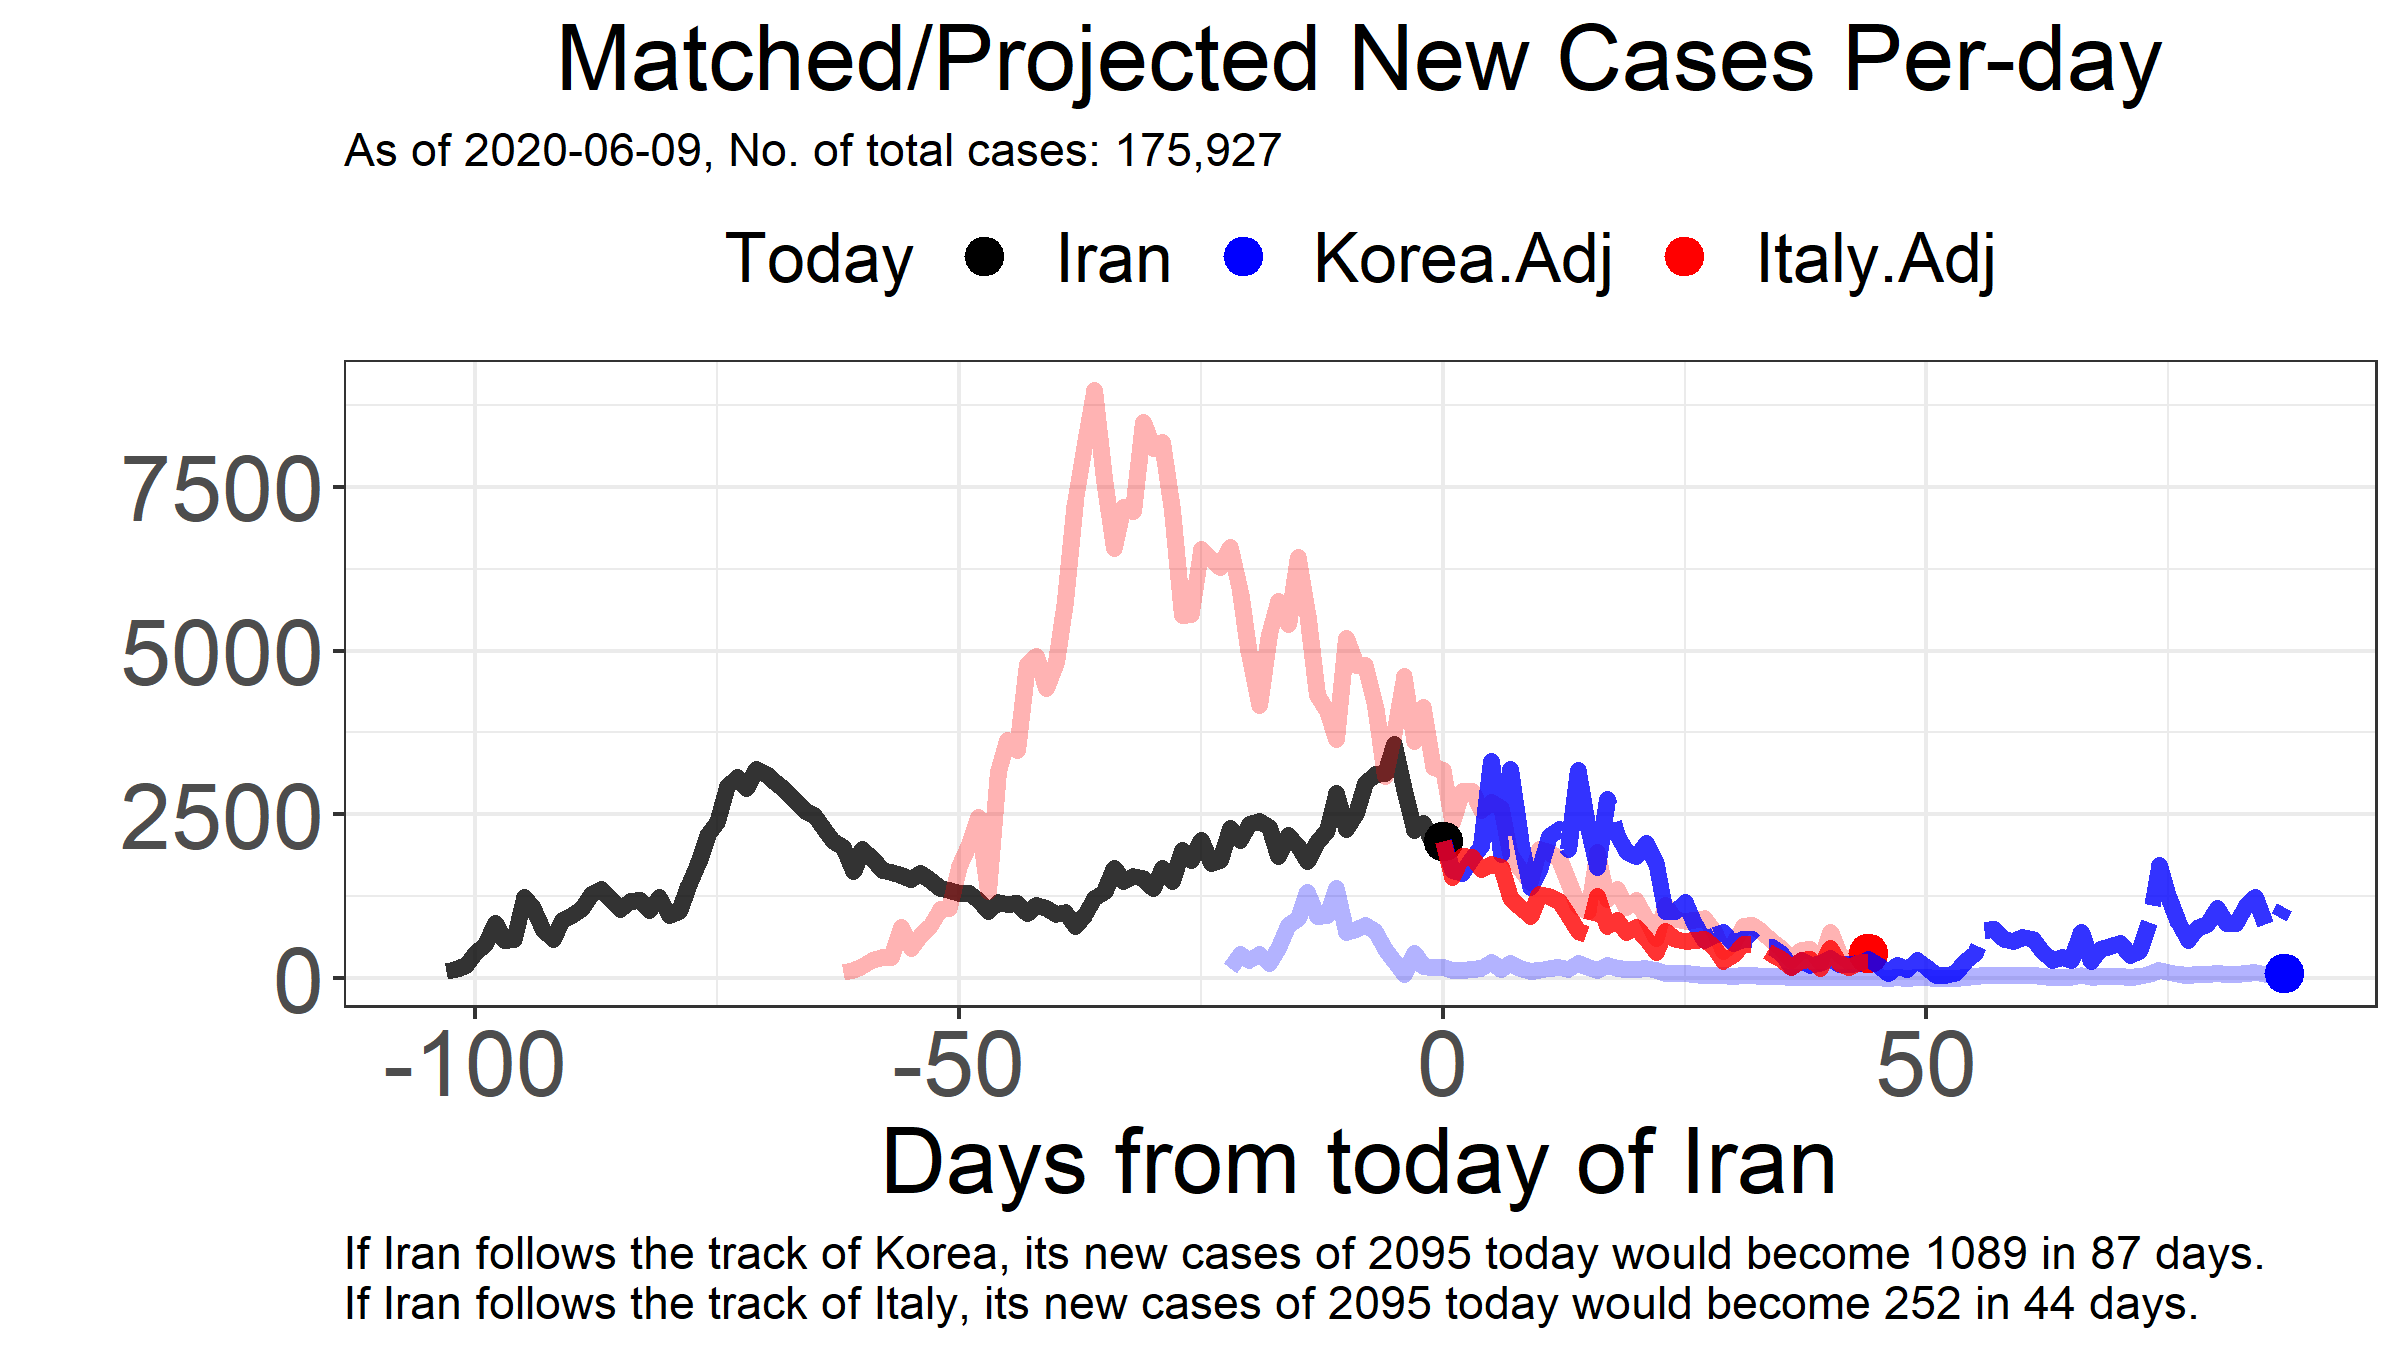 Matched/Projected New Cases Per-day
As of 2020-06-09, No. of total cases: 175,927
Today Iran Korea.Adj Italy.Adj
7500
5000
2500
0
-100 -50 0 50
Days from today of Iran
If Iran follows the track of Korea, its new cases of 2095 today would become 1089 in 87 days.
If Iran follows the track of Italy, its new cases of 2095 today would become 252 in 44 days.